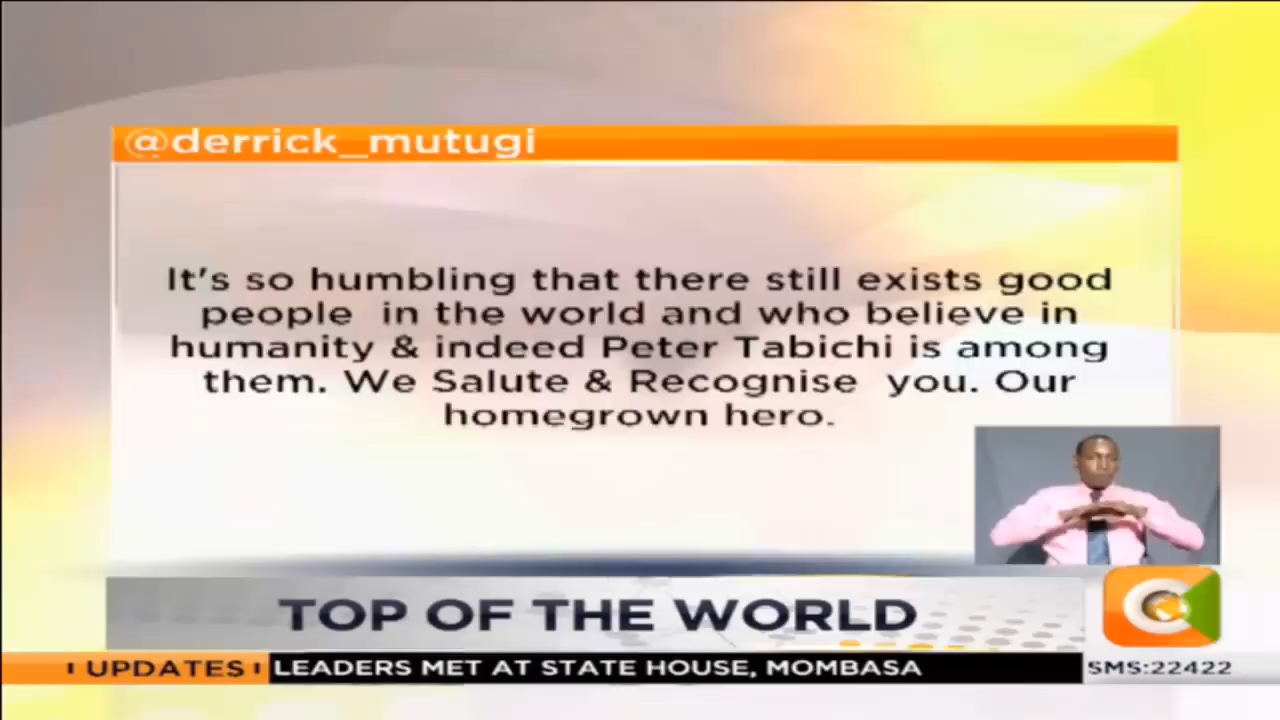 @derrick_mutugi
It's so humbling that there still exists good
people in the world and who believe in
humanity & indeed Peter Tabichi is among
them. We Salute & Recognise you. Our
homegrown hero.
TOP OF THE WORLD
UPDATES
LEADERS MET AT STATE HOUSE, MOMBASA
SMS:22422